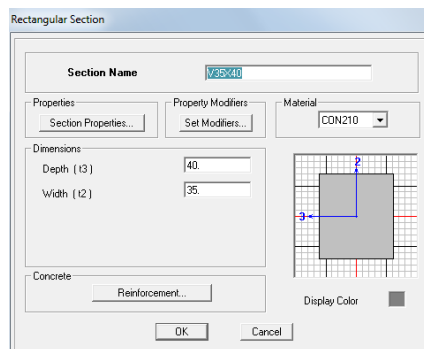 Rectangular Section
Section Name V35X40
Properties
Section Properties...
Property Modifiers
Set Modifiers...
Material
CON210
Dimensions
Depth ( t3 ) 40.
Width ( t2 ) 35.
2
3
Concrete
Reinforcement...
Display Color
OK Cancel